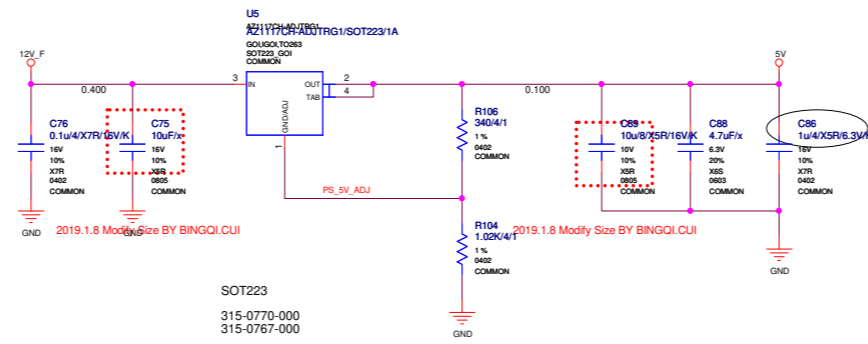 U5
AZ1117CH-ADJTRG1
AZ1117CH-ADJTRG1/SOT223/1A
GOI,GOI,TO263
SOT223_GOI
COMMON
12V_F
0.400
3
IN
OUT
TAB
GND/ADJ
2
4
1
0.100
5V
C76
0.1u/4/X7R/16V/K
16V
10%
X7R
0402
COMMON
C75
10uF/x
16V
10%
X5R
0805
COMMON
R106
340/4/1
1 %
0402
COMMON
C89
10u/8/X5R/16V/K
10V
10%
X5R
0805
COMMON
C88
4.7uF/x
6.3V
20%
X6S
0603
COMMON
C86
1u/4/X5R/6.3V/
16V
10%
X7R
0402
COMMON
PS_5V_ADJ
R104
1.02K/4/1
1 %
0402
COMMON
GND
GND
2019.1.8 Modify Size BY BINGQI.CUI
2019.1.8 Modify Size BY BINGQI.CUI
GND
GND
SOT223
315-0770-000
315-0767-000